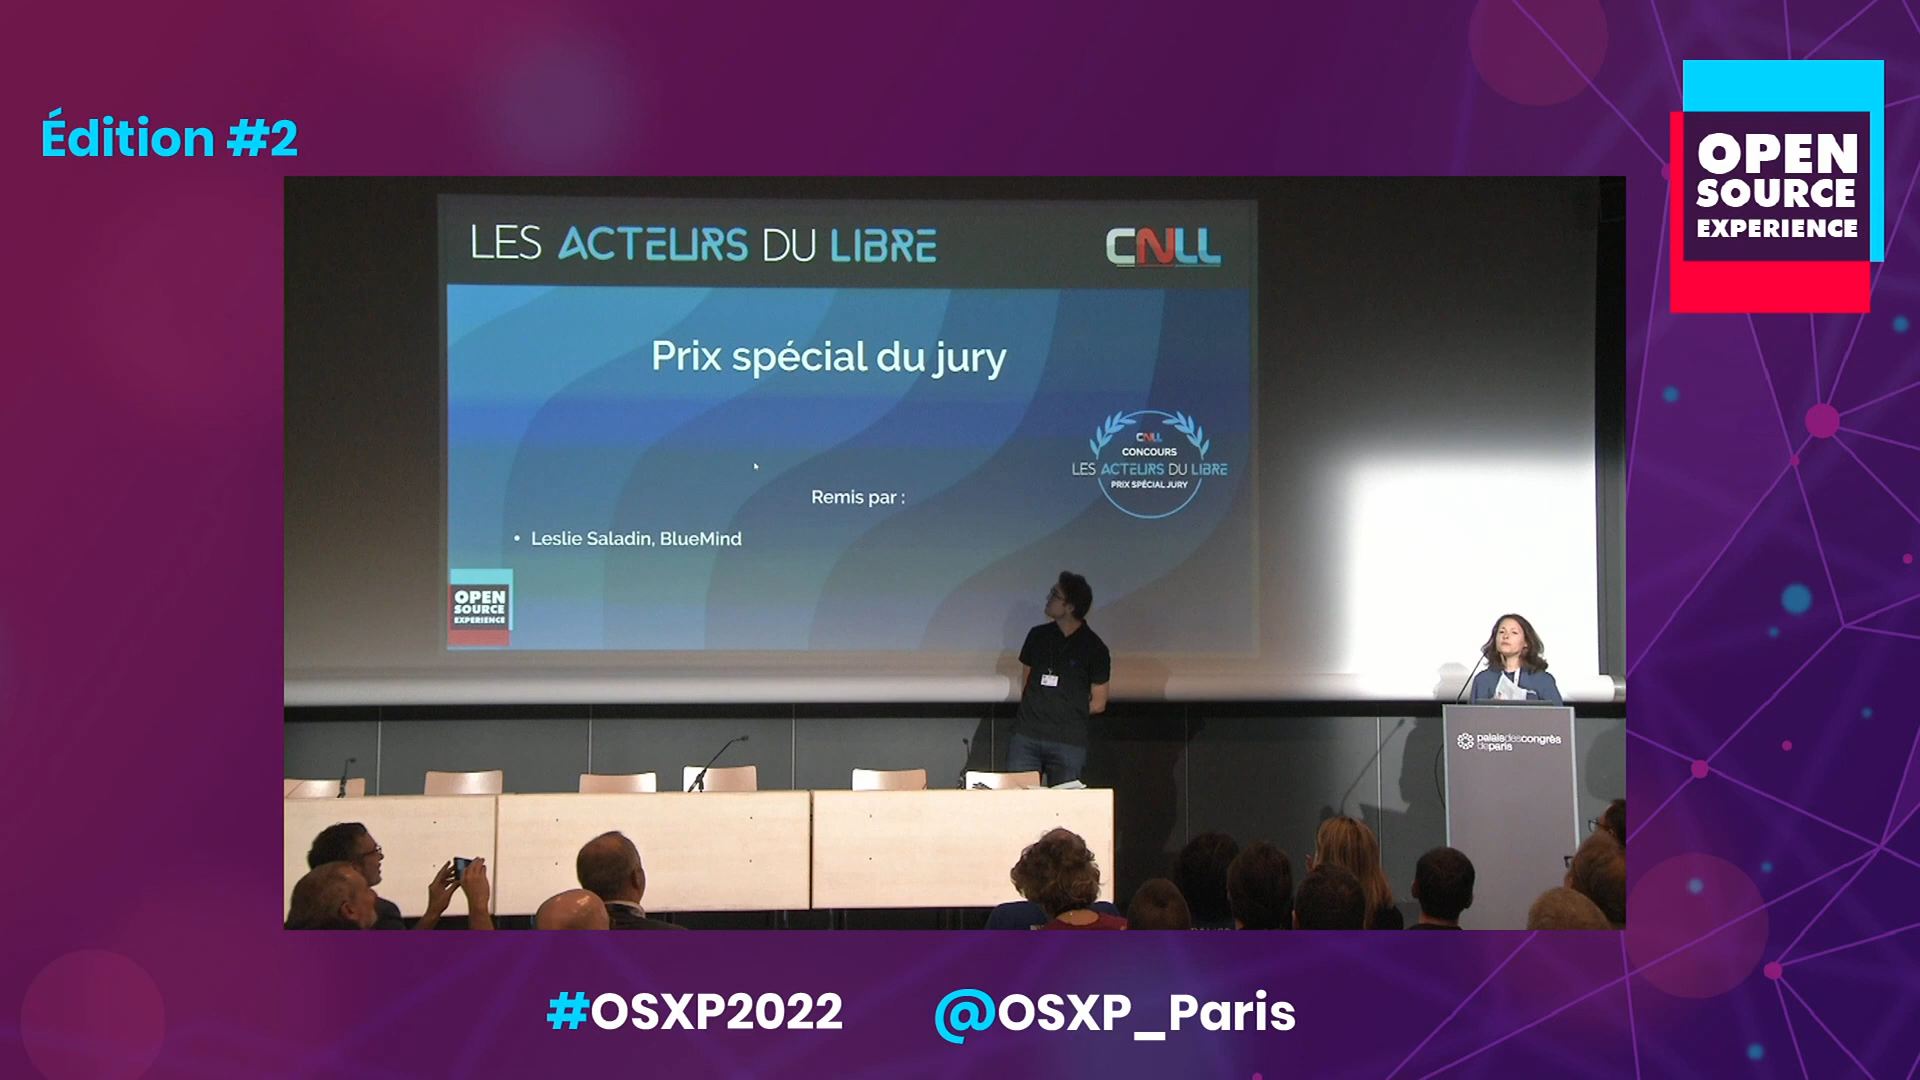 Édition #2
OPEN
SOURCE
EXPERIENCE
LES ACTEURS DU LIBRE
CNLL
Prix spécial du jury
CNLL
CONCOURS
LES ACTEURS DU LIBRE
PRIX SPÉCIAL JURY
Remis par :
• Leslie Saladin, BlueMind
OPEN
SOURCE
EXPERIENCE
palaisdescongrès
deparis
#OSXP2022
@OSXP_Paris